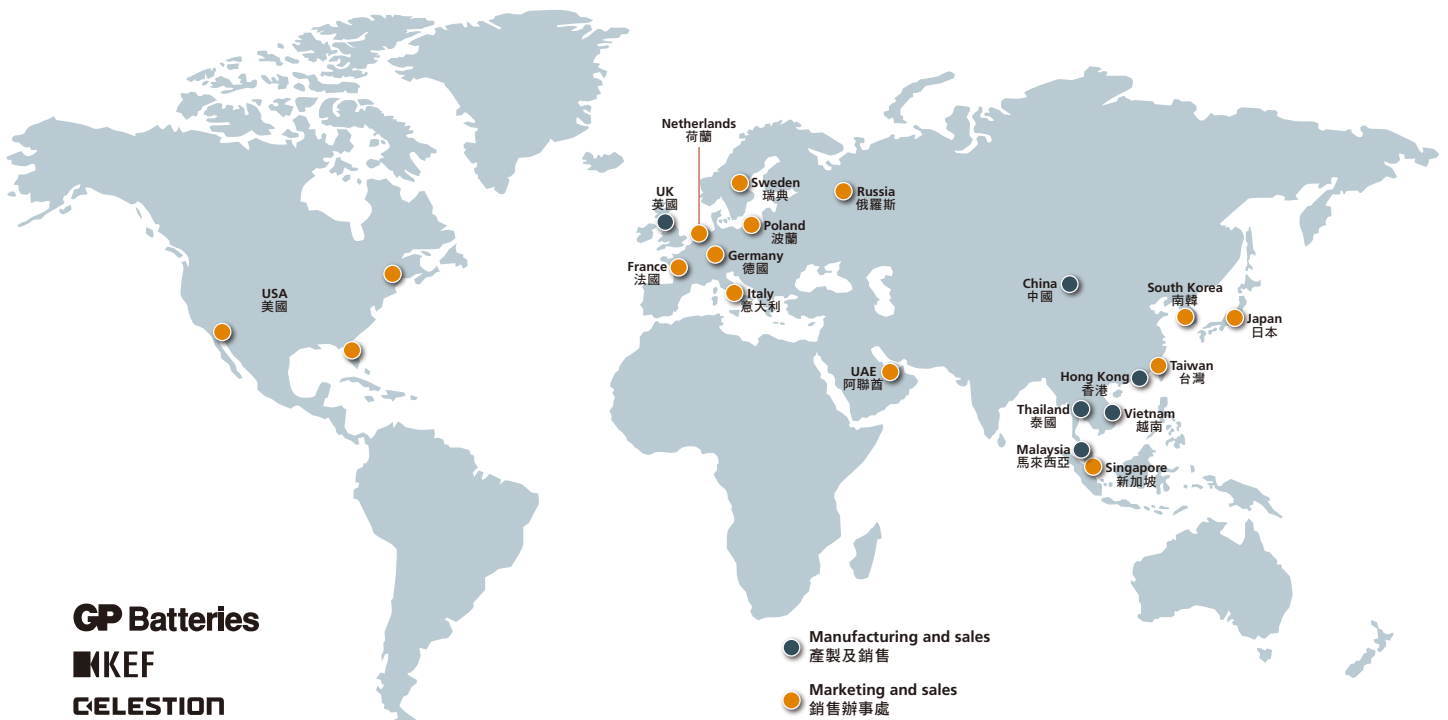 Netherlands
荷蘭
UK
英國
Sweden
瑞典
Russia
俄羅斯
Poland
波蘭
Germany
德國
France
法國
Italy
意大利
USA
美國
China
中國
South Korea
南韓
Japan
日本
UAE
阿聯酋
Taiwan
台灣
Hong Kong
香港
Thailand
泰國
Vietnam
越南
Malaysia
馬來西亞
Singapore
新加坡
GP Batteries
KEF
CELESTION
Manufacturing and sales
產製及銷售
Marketing and sales
銷售辦事處